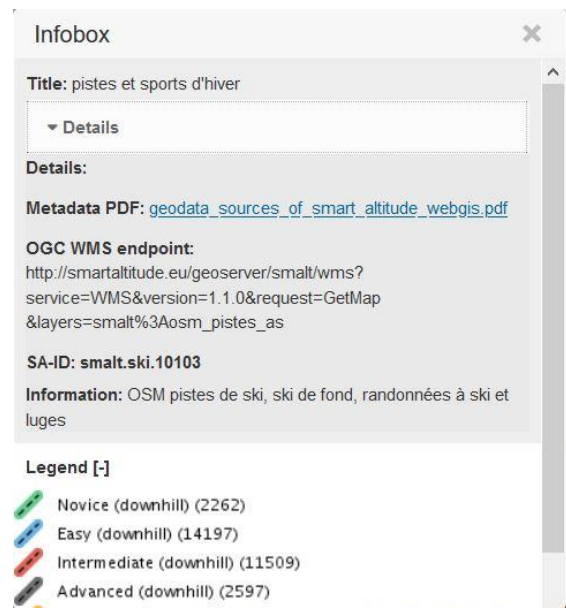 Infobox
Title: pistes et sports d'hiver
Details
Details:
Metadata PDF: geodata_sources_of_smart_altitude_webgis.pdf
OGC WMS endpoint:
http://smartaltitude.eu/geoserver/smalt/wms?
service=WMS&version=1.1.0&request=GetMap
&layers=smalt%3Aosm_pistes_as
SA-ID: smalt.ski.10103
Information: OSM pistes de ski, ski de fond, randonnées à ski et
luges
Legend [-]
Novice (downhill) (2262)
Easy (downhill) (14197)
Intermediate (downhill) (11509)
Advanced (downhill) (2597)